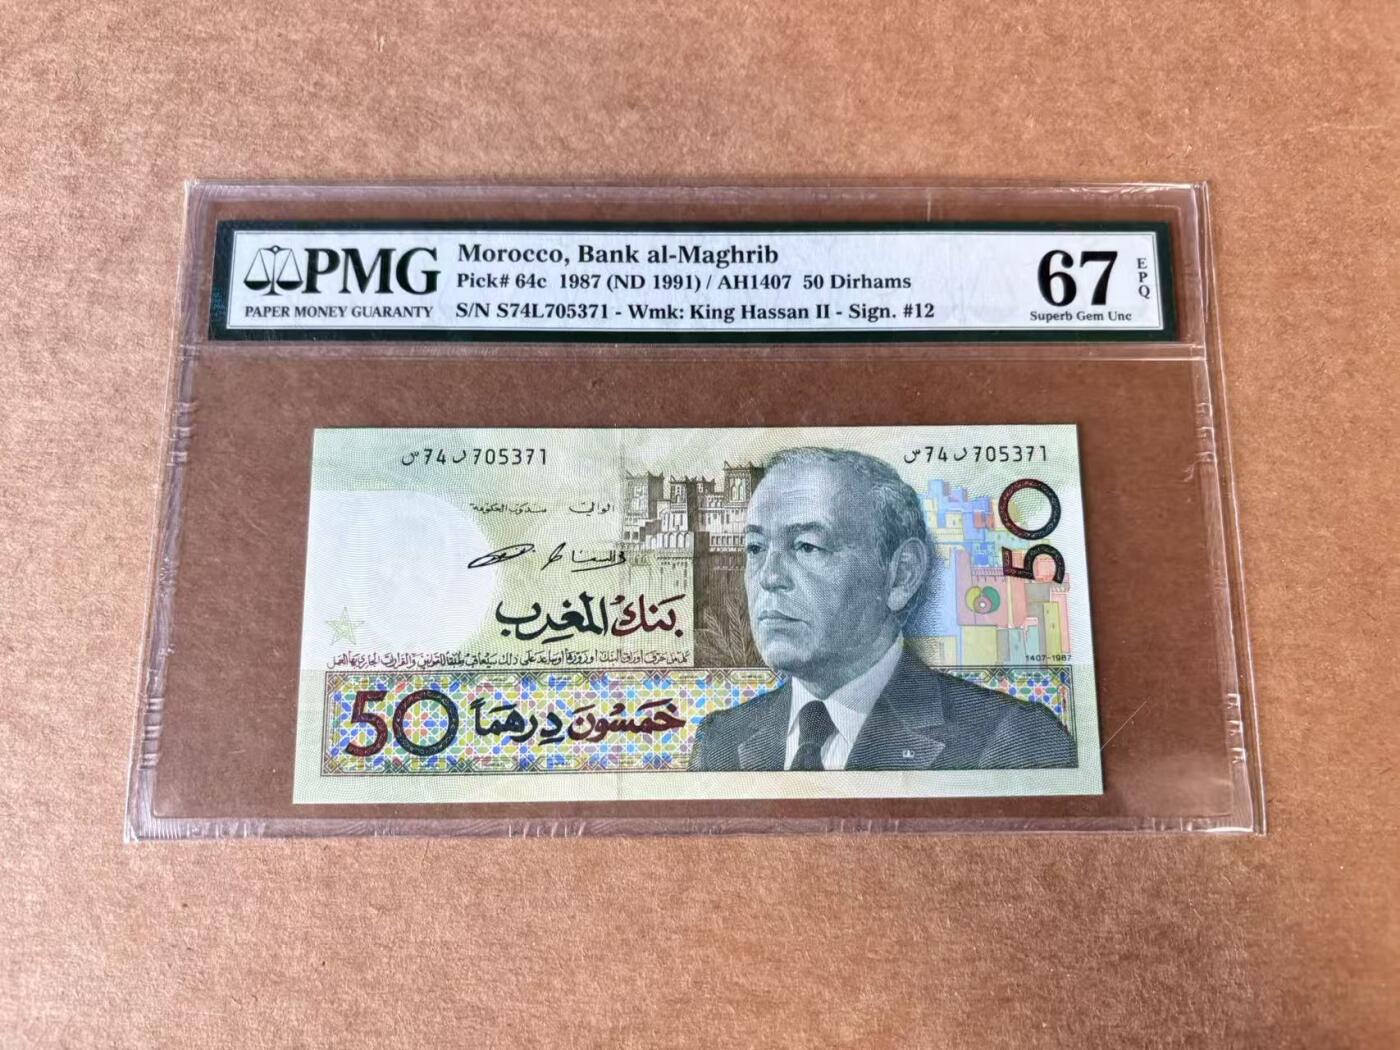 PMG
PAPER MONEY GUARANTY
Morocco, Bank al-Maghrib
Pick# 64c 1987 (ND 1991) / AH1407 50 Dirhams
S/N S74L705371 - Wmk: King Hassan II - Sign. #12
67
EPQ
Superb Gem Unc
س 74 ل 705371
س 74 ل 705371
الوالي مندوب الحكومة
50
بنك المغرب
1407-1987
50 خمسون درهما